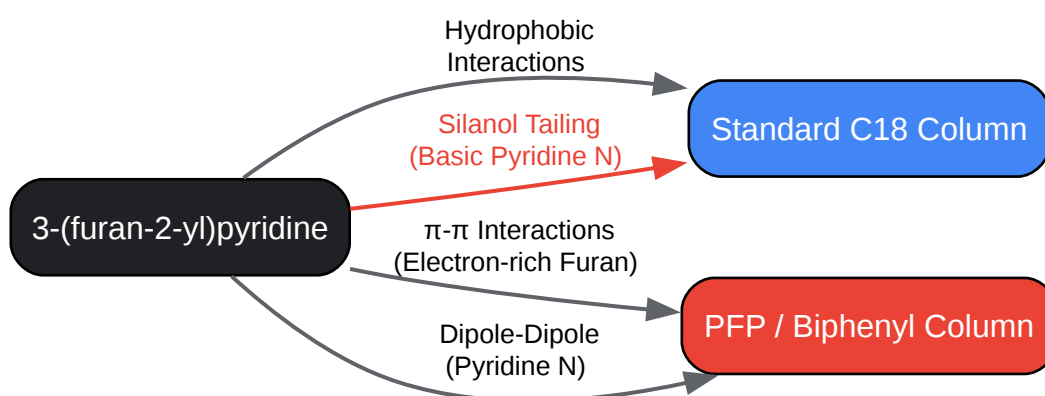 Hydrophobic
Interactions
Silanol Tailing
(Basic Pyridine N)
Standard C18 Column
3-(furan-2-yl)pyridine
π-π Interactions
(Electron-rich Furan)
PFP / Biphenyl Column
Dipole-Dipole
(Pyridine N)